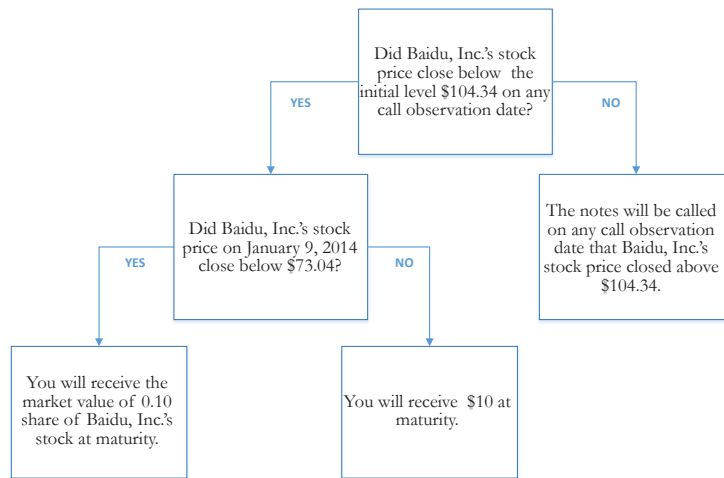 Did Baidu, Inc.'s stock
price close below the
initial level $104.34 on any
call observation date?
YES
NO
Did Baidu, Inc.'s stock
price on January 9, 2014
close below $73.04?
The notes will be called
on any call observation
date that Baidu, Inc.'s
stock price closed above
$104.34.
YES
NO
You will receive the
market value of 0.10
share of Baidu, Inc.'s
stock at maturity.
You will receive $10 at
maturity.